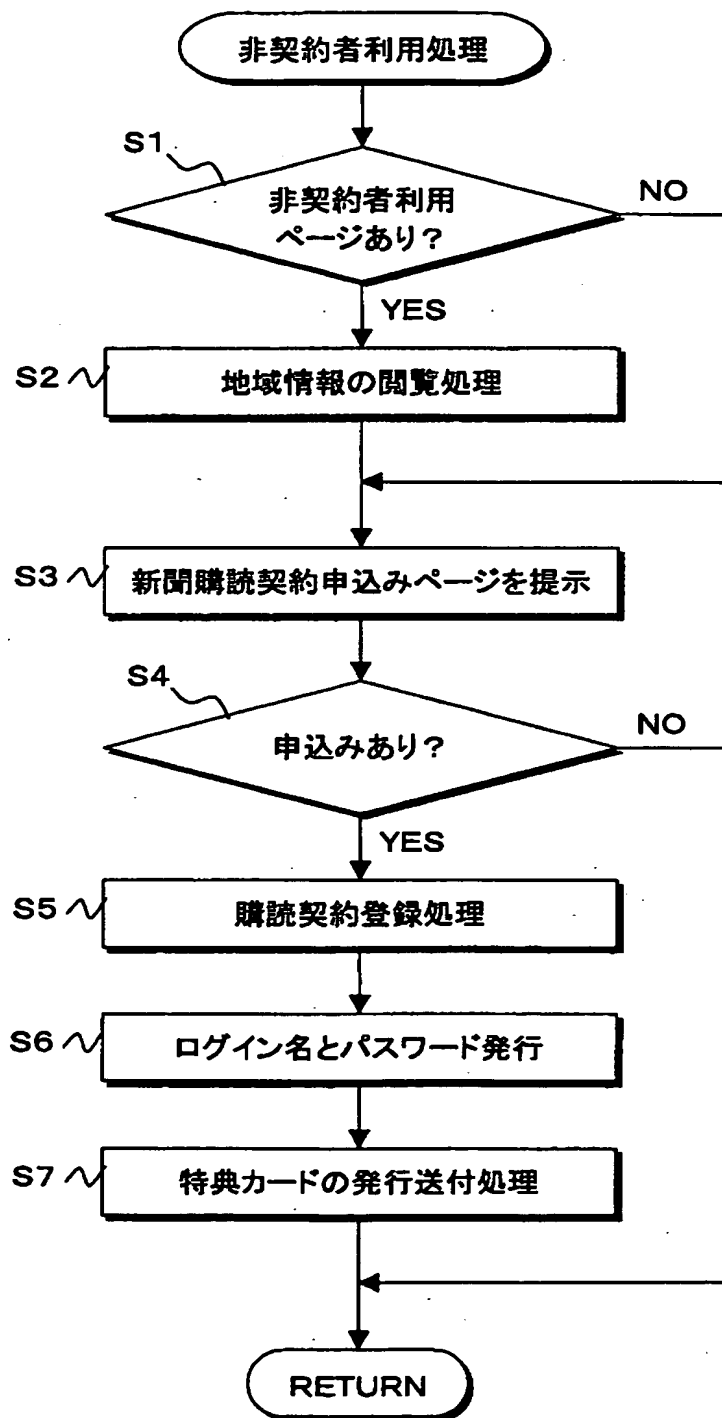 非契約者利用処理
S1
非契約者利用
ページあり?
NO
YES
S2
地域情報の閲覧処理
S3
新聞購読契約申込みページを提示
S4
申込みあり?
NO
YES
S5
購読契約登録処理
S6
ログイン名とパスワード発行
S7
特典カードの発行送付処理
RETURN